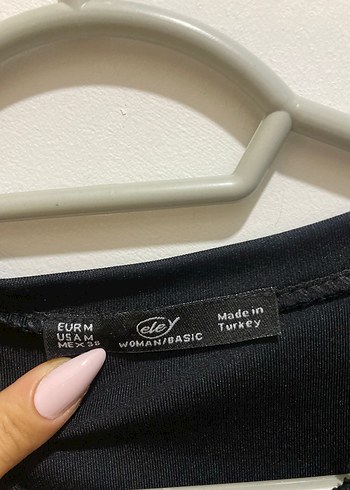 EUR M
USA M
MEX 38
eley
WOMAN/BASIC
Made in
Turkey